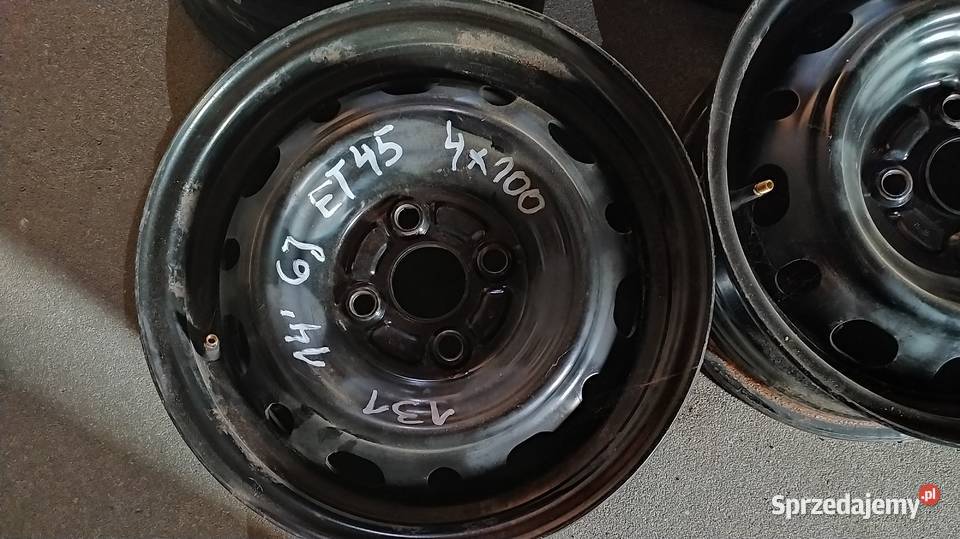 14' 6J ET45 4x100
131
Sprzedajemy.pl